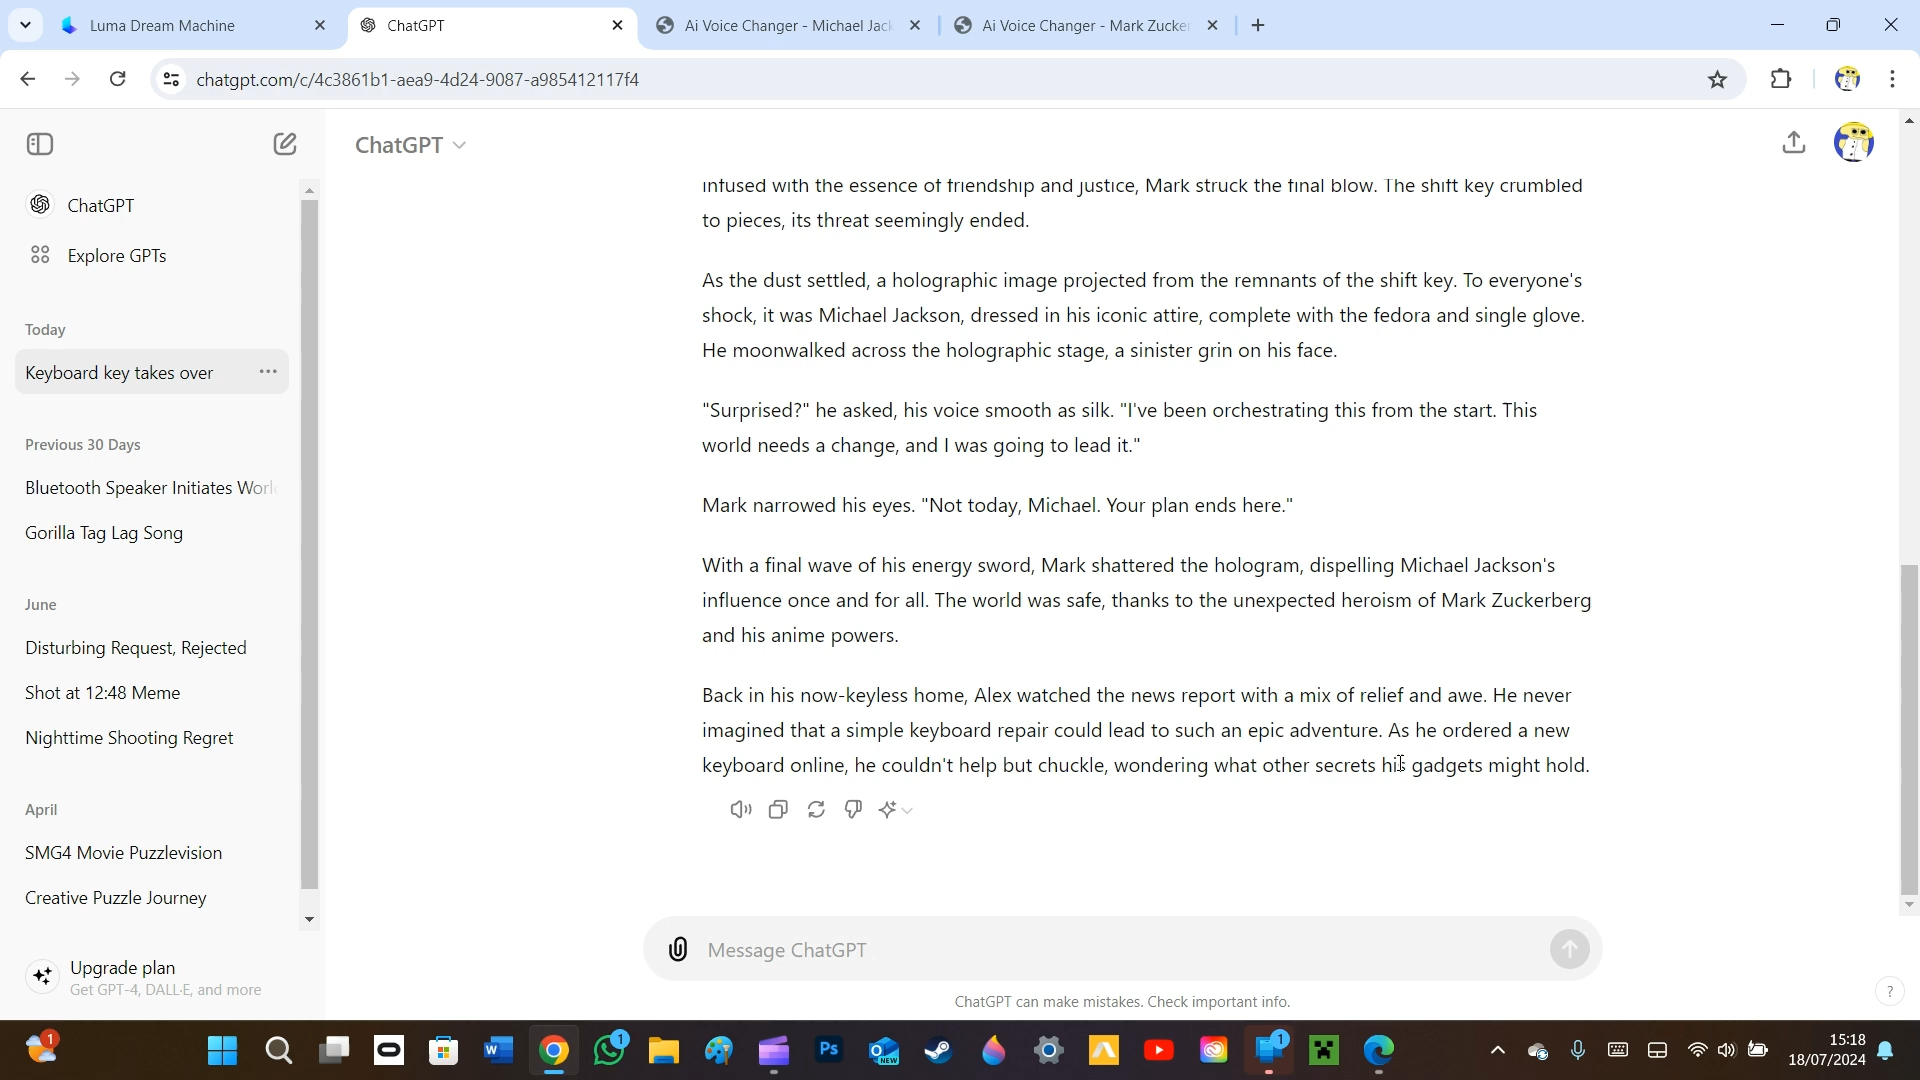 Luma Dream Machine
ChatGPT
Ai Voice Changer - Michael Jack
Ai Voice Changer - Mark Zucker
chatgpt.com/c/4c3861b1-aea9-4d24-9087-a985412117f4
ChatGPT
Explore GPTs
Today
Keyboard key takes over
Previous 30 Days
Bluetooth Speaker Initiates Worl
Gorilla Tag Lag Song
June
Disturbing Request, Rejected
Shot at 12:48 Meme
Nighttime Shooting Regret
April
SMG4 Movie Puzzlevision
Creative Puzzle Journey
Upgrade plan
Get GPT-4, DALL·E, and more
ChatGPT
infused with the essence of friendship and justice, Mark struck the final blow. The shift key crumbled
to pieces, its threat seemingly ended.
As the dust settled, a holographic image projected from the remnants of the shift key. To everyone's
shock, it was Michael Jackson, dressed in his iconic attire, complete with the fedora and single glove.
He moonwalked across the holographic stage, a sinister grin on his face.
"Surprised?" he asked, his voice smooth as silk. "I've been orchestrating this from the start. This
world needs a change, and I was going to lead it."
Mark narrowed his eyes. "Not today, Michael. Your plan ends here."
With a final wave of his energy sword, Mark shattered the hologram, dispelling Michael Jackson's
influence once and for all. The world was safe, thanks to the unexpected heroism of Mark Zuckerberg
and his anime powers.
Back in his now-keyless home, Alex watched the news report with a mix of relief and awe. He never
imagined that a simple keyboard repair could lead to such an epic adventure. As he ordered a new
keyboard online, he couldn't help but chuckle, wondering what other secrets his gadgets might hold.
Message ChatGPT
ChatGPT can make mistakes. Check important info.
?
1
W
1
Ps
NEW
1
15:18
18/07/2024